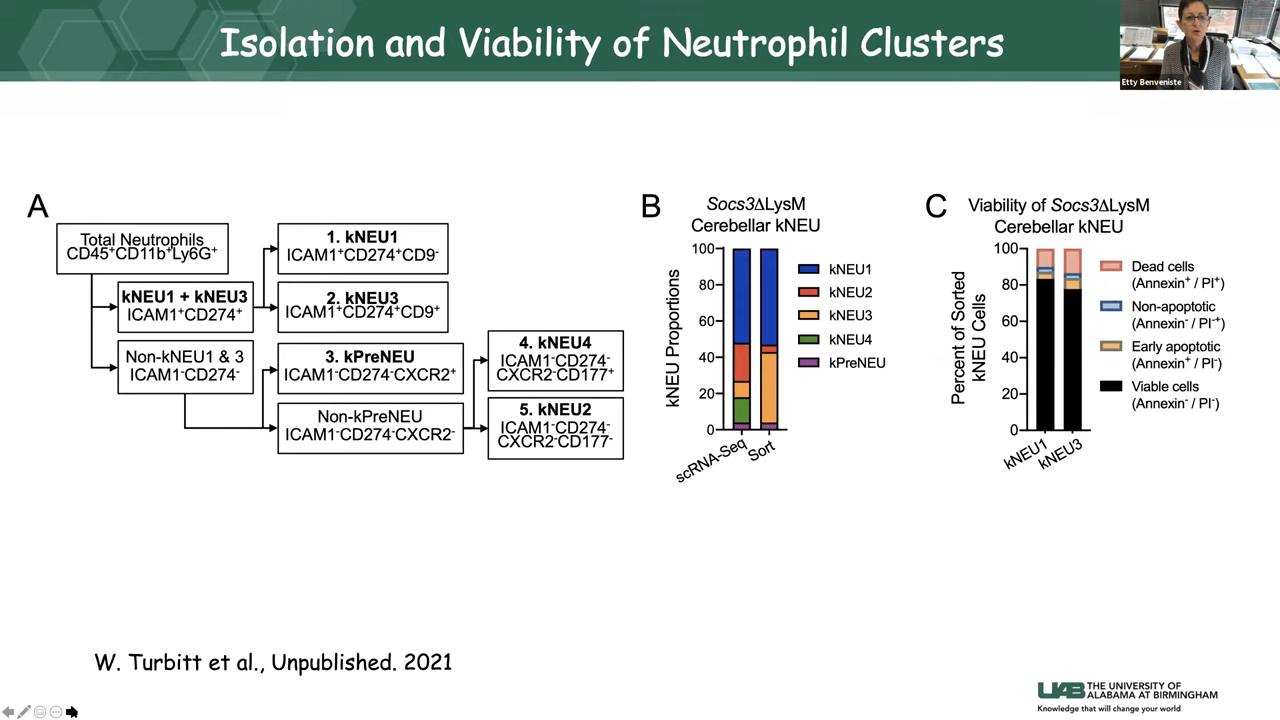 Isolation and Viability of Neutrophil Clusters
Etty Benveniste
A
Total Neutrophils
CD45⁺CD11b⁺Ly6G⁺
kNEU1 + kNEU3
ICAM1⁺CD274⁺
Non-kNEU1 & 3
ICAM1⁻CD274⁻
1. kNEU1
ICAM1⁺CD274⁺CD9⁻
2. kNEU3
ICAM1⁺CD274⁺CD9⁺
3. kPreNEU
ICAM1⁻CD274⁻CXCR2⁺
Non-kPreNEU
ICAM1⁻CD274⁻CXCR2⁻
4. kNEU4
ICAM1⁻CD274⁻
CXCR2⁻CD177⁺
5. kNEU2
ICAM1⁻CD274⁻
CXCR2⁻CD177⁻
B
Socs3ΔLysM
Cerebellar kNEU
kNEU Proportions
100
80
60
40
20
0
scRNA-Seq
Sort
kNEU1
kNEU2
kNEU3
kNEU4
kPreNEU
C
Viability of Socs3ΔLysM
Cerebellar kNEU
Percent of Sorted
kNEU Cells
100
80
60
40
20
0
kNEU1
kNEU3
Dead cells
(Annexin⁺ / PI⁺)
Non-apoptotic
(Annexin⁻ / PI⁻⁺)
Early apoptotic
(Annexin⁺ / PI⁻)
Viable cells
(Annexin⁻ / PI⁻)
W. Turbitt et al., Unpublished. 2021
UAB THE UNIVERSITY OF
ALABAMA AT BIRMINGHAM
Knowledge that will change your world